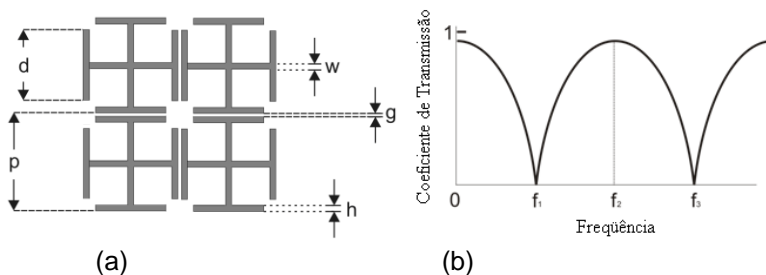 d
p
w
g
h
(a)
Coeficiente de Transmissão
1
0
f₁
f₂
f₃
Freqüência
(b)